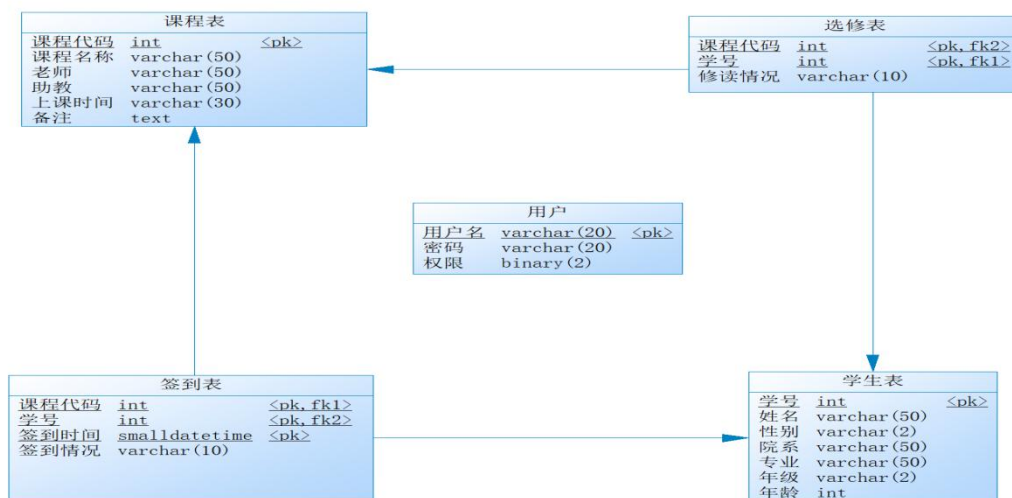 课程表
课程代码 int <pk>
课程名称 varchar(50)
老师 varchar(50)
助教 varchar(50)
上课时间 varchar(30)
备注 text
选修表
课程代码 int <pk,fk2>
学号 int <pk,fk1>
修读情况 varchar(10)
用户
用户名 varchar(20) <pk>
密码 varchar(20)
权限 binary(2)
签到表
课程代码 int <pk,fk1>
学号 int <pk,fk2>
签到时间 smalldatetime <pk>
签到情况 varchar(10)
学生表
学号 int <pk>
姓名 varchar(50)
性别 varchar(2)
院系 varchar(50)
专业 varchar(50)
年级 varchar(2)
年龄 int